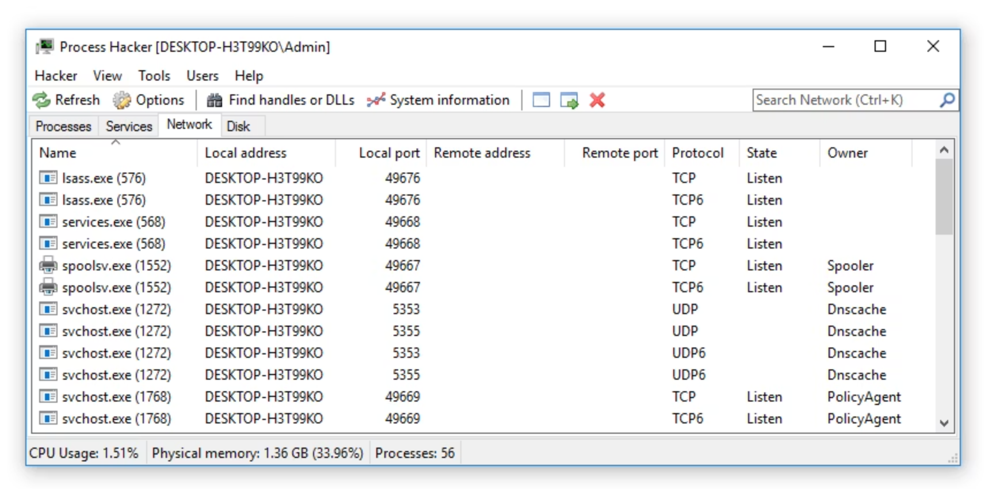 Process Hacker [DESKTOP-H3T99KO\Admin]
Hacker View Tools Users Help
Refresh Options Find handles or DLLs System information Search Network (Ctrl+K)
Processes Services Network Disk
Name Local address Local port Remote address Remote port Protocol State Owner
lsass.exe (576) DESKTOP-H3T99KO 49676 TCP Listen
lsass.exe (576) DESKTOP-H3T99KO 49676 TCP6 Listen
services.exe (568) DESKTOP-H3T99KO 49668 TCP Listen
services.exe (568) DESKTOP-H3T99KO 49668 TCP6 Listen
spoolsv.exe (1552) DESKTOP-H3T99KO 49667 TCP Listen Spooler
spoolsv.exe (1552) DESKTOP-H3T99KO 49667 TCP6 Listen Spooler
svchost.exe (1272) DESKTOP-H3T99KO 5353 UDP Dnscache
svchost.exe (1272) DESKTOP-H3T99KO 5355 UDP Dnscache
svchost.exe (1272) DESKTOP-H3T99KO 5353 UDP6 Dnscache
svchost.exe (1272) DESKTOP-H3T99KO 5355 UDP6 Dnscache
svchost.exe (1768) DESKTOP-H3T99KO 49669 TCP Listen PolicyAgent
svchost.exe (1768) DESKTOP-H3T99KO 49669 TCP6 Listen PolicyAgent
CPU Usage: 1.51% Physical memory: 1.36 GB (33.96%) Processes: 56